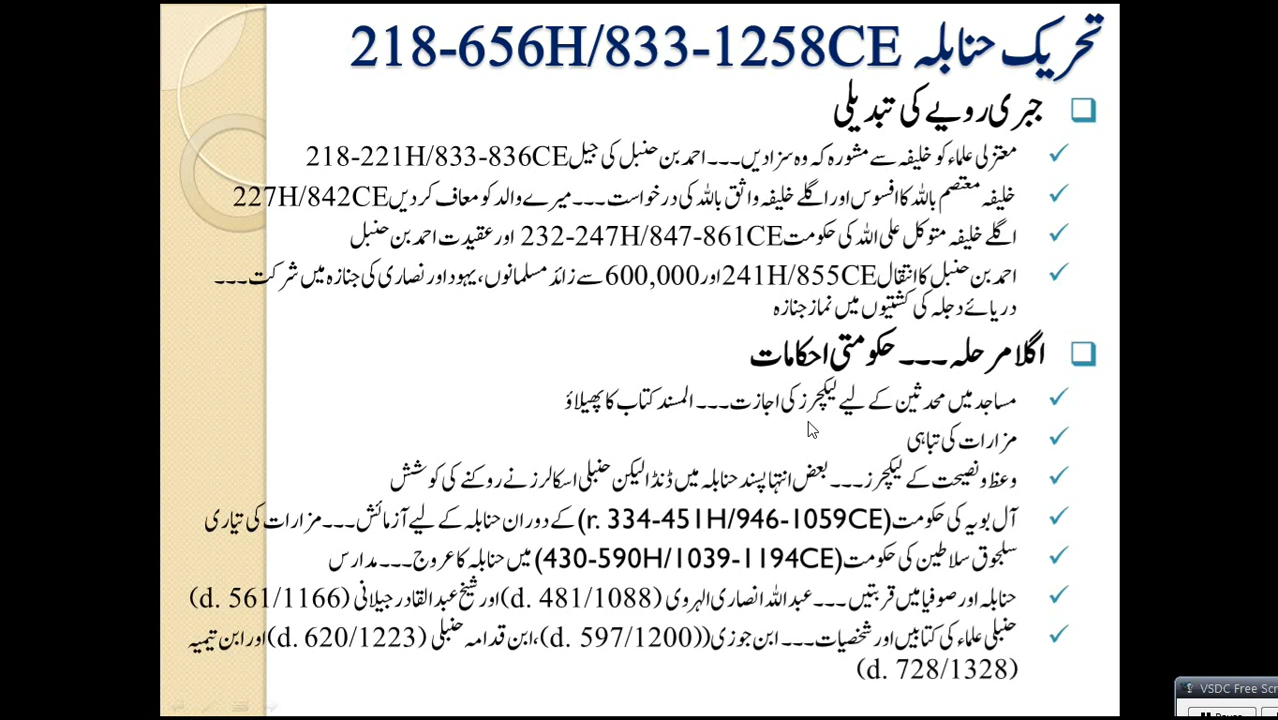 تحریک حنابلہ 218-656H/833-1258CE
جبری رویے کی تبدیلی
معتزلی علماء کو خلیفہ سے مشورہ کہ وہ سزا دیں۔۔۔احمد بن حنبل کی جیل 218-221H/833-836CE
خلیفہ معتصم باللہ کا افسوس اور اگلے خلیفہ واثق باللہ کی درخواست۔۔۔میرے والد کو معاف کر دیں 227H/842CE
اگلے خلیفہ متوکل علی اللہ کی حکومت 232-247H/847-861CE اور عقیدت احمد بن حنبل
احمد بن حنبل کا انتقال 241H/855CE اور 600,000 سے زائد مسلمانوں، یہود اور نصاری کی جنازہ میں شرکت۔۔۔
دریائے دجلہ کی کشتیوں میں نماز جنازہ
اگلا مرحلہ۔۔۔ حکومتی احکامات
مساجد میں محدثین کے لیے لیکچرز کی اجازت۔۔۔المسند کتاب کا پھیلاؤ
مزارات کی تباہی
وعظ و نصیحت کے لیکچرز۔۔۔بعض انتہا پسند حنابلہ میں ڈنڈا لیکن حنبلی اسکالرز نے روکنے کی کوشش
آل بویہ کی حکومت (r. 334-451H/946-1059CE) کے دوران حنابلہ کے لیے آزمائش۔۔۔مزارات کی تیاری
سلجوق سلاطین کی حکومت (430-590H/1039-1194CE) میں حنابلہ کا عروج۔۔۔مدارس
حنابلہ اور صوفیا میں قربتیں۔۔۔عبداللہ انصاری الہروی (d. 481/1088) اور شیخ عبدالقادر جیلانی (d. 561/1166)
حنبلی علماء کی کتابیں اور شخصیات۔۔۔ابن جوزی ((d. 597/1200)، ابن قدامہ حنبلی (d. 620/1223) اور ابن تیمیہ
(d. 728/1328)
VSDC Free Scr